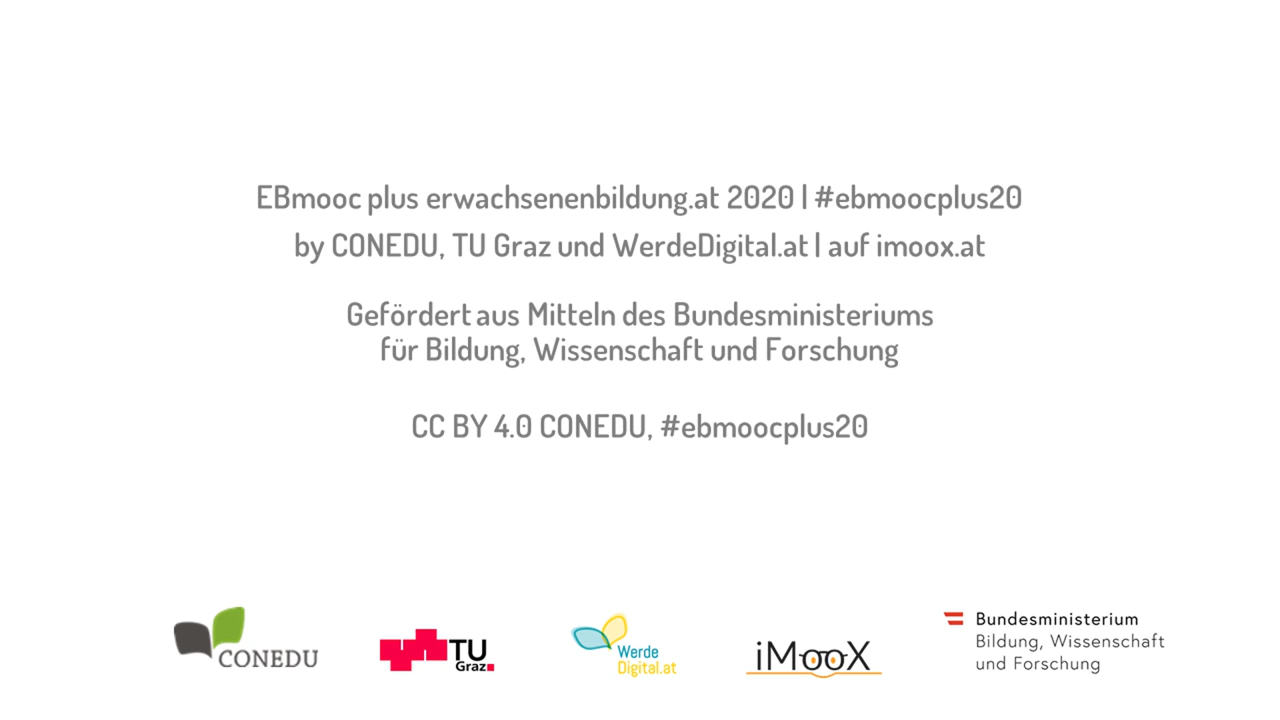 EBmooc plus erwachsenenbildung.at 2020 | #ebmoocplus20
by CONEDU, TU Graz und WerdeDigital.at | auf imoox.at
Gefördert aus Mitteln des Bundesministeriums
für Bildung, Wissenschaft und Forschung
CC BY 4.0 CONEDU, #ebmoocplus20
CONEDU
TU
Graz
Werde
Digital.at
iMooX
Bundesministerium
Bildung, Wissenschaft
und Forschung